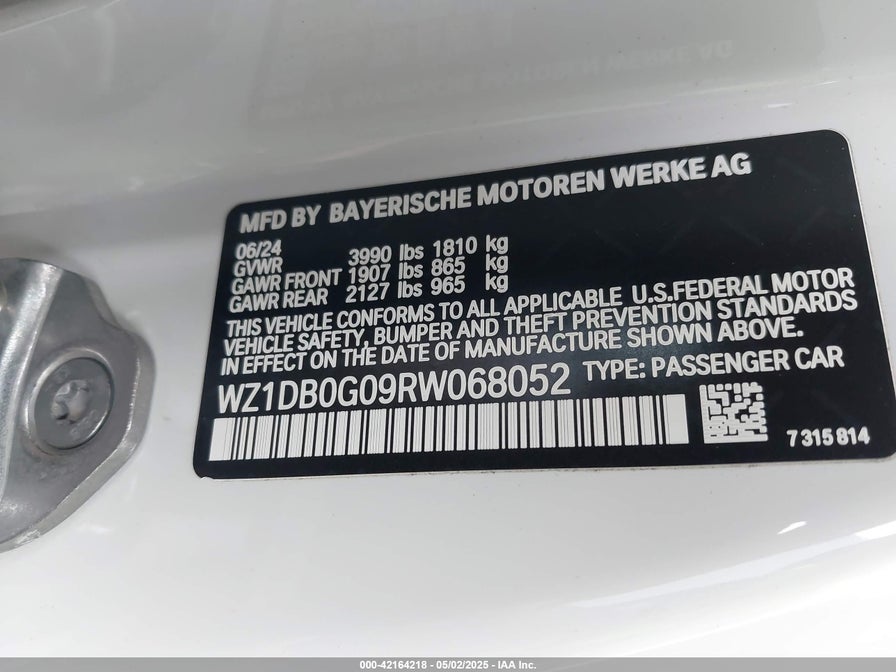 MFD BY BAYERISCHE MOTOREN WERKE AG
06/24
GVWR 3990 lbs 1810 kg
GAWR FRONT 1907 lbs 865 kg
GAWR REAR 2127 lbs 965 kg
THIS VEHICLE CONFORMS TO ALL APPLICABLE U.S.FEDERAL MOTOR
VEHICLE SAFETY, BUMPER AND THEFT PREVENTION STANDARDS
IN EFFECT ON THE DATE OF MANUFACTURE SHOWN ABOVE.
WZ1DB0G09RW068052 TYPE: PASSENGER CAR
7 315 814
000-42164218 - 05/02/2025 - IAA Inc.